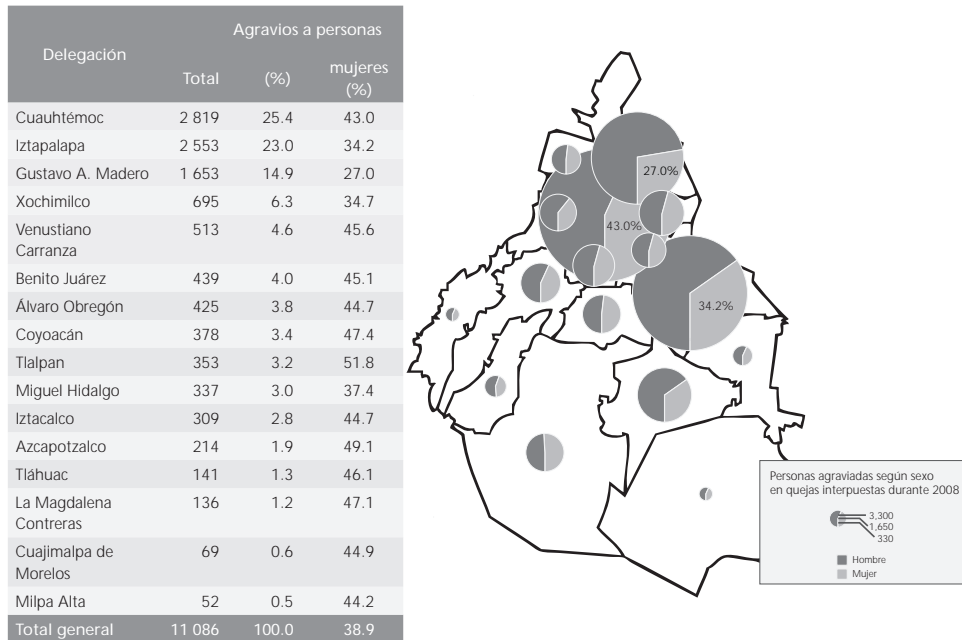 Delegación
Agravios a personas
Total (%) mujeres
(%)
Cuauhtémoc 2 819 25.4 43.0
Iztapalapa 2 553 23.0 34.2
Gustavo A. Madero 1 653 14.9 27.0
Xochimilco 695 6.3 34.7
Venustiano
Carranza 513 4.6 45.6
Benito Juárez 439 4.0 45.1
Álvaro Obregón 425 3.8 44.7
Coyoacán 378 3.4 47.4
Tlalpan 353 3.2 51.8
Miguel Hidalgo 337 3.0 37.4
Iztacalco 309 2.8 44.7
Azcapotzalco 214 1.9 49.1
Tláhuac 141 1.3 46.1
La Magdalena
Contreras 136 1.2 47.1
Cuajimalpa de
Morelos 69 0.6 44.9
Milpa Alta 52 0.5 44.2
Total general 11 086 100.0 38.9
27.0%
43.0%
34.2%
Personas agraviadas según sexo
en quejas interpuestas durante 2008
3,300
1,650
330
Hombre
Mujer